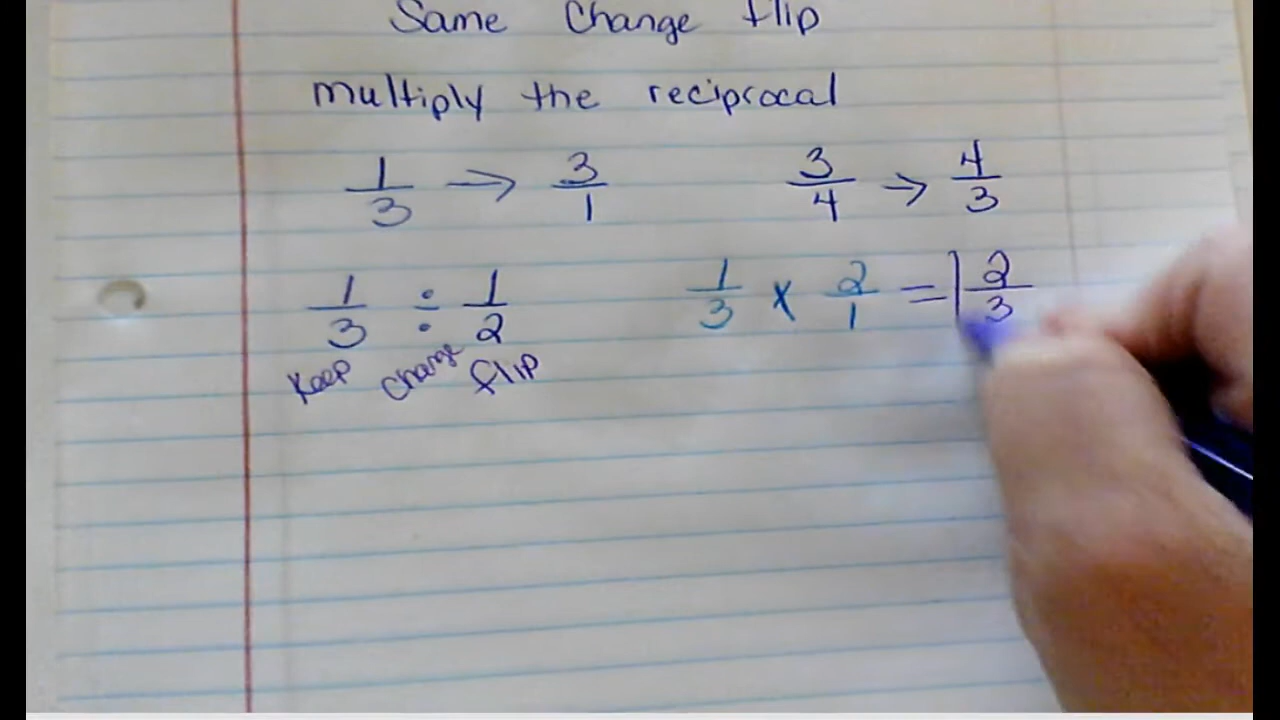 Same Change flip
multiply the reciprocal
1/3 → 3/1 3/4 → 4/3
1/3 ÷ 1/2 1/3 x 2/1 = 2/3
Keep Change flip